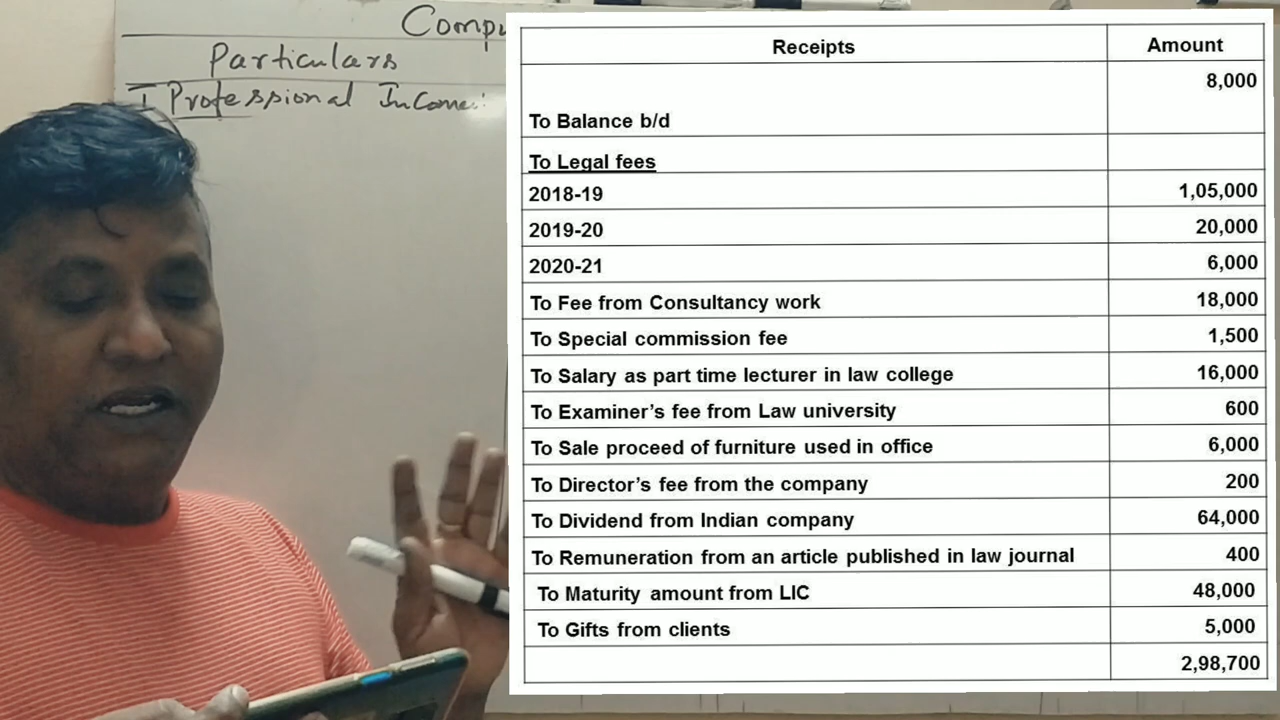 Compu
Particulars
I Professional Income:
Receipts Amount
8,000
To Balance b/d
To Legal fees
2018-19 1,05,000
2019-20 20,000
2020-21 6,000
To Fee from Consultancy work 18,000
To Special commission fee 1,500
To Salary as part time lecturer in law college 16,000
To Examiner's fee from Law university 600
To Sale proceed of furniture used in office 6,000
To Director's fee from the company 200
To Dividend from Indian company 64,000
To Remuneration from an article published in law journal 400
To Maturity amount from LIC 48,000
To Gifts from clients 5,000
2,98,700